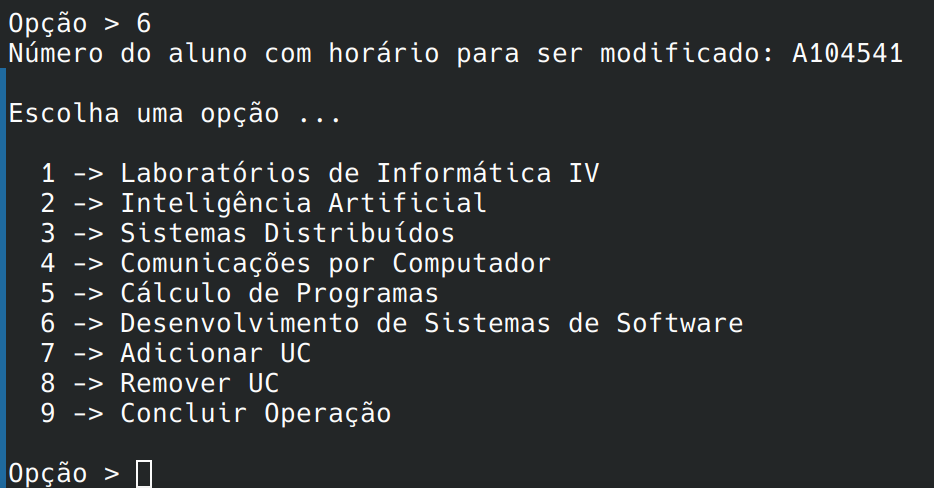 Opção > 6
Número do aluno com horário para ser modificado: A104541
Escolha uma opção ...
1 -> Laboratórios de Informática IV
2 -> Inteligência Artificial
3 -> Sistemas Distribuídos
4 -> Comunicações por Computador
5 -> Cálculo de Programas
6 -> Desenvolvimento de Sistemas de Software
7 -> Adicionar UC
8 -> Remover UC
9 -> Concluir Operação
Opção >